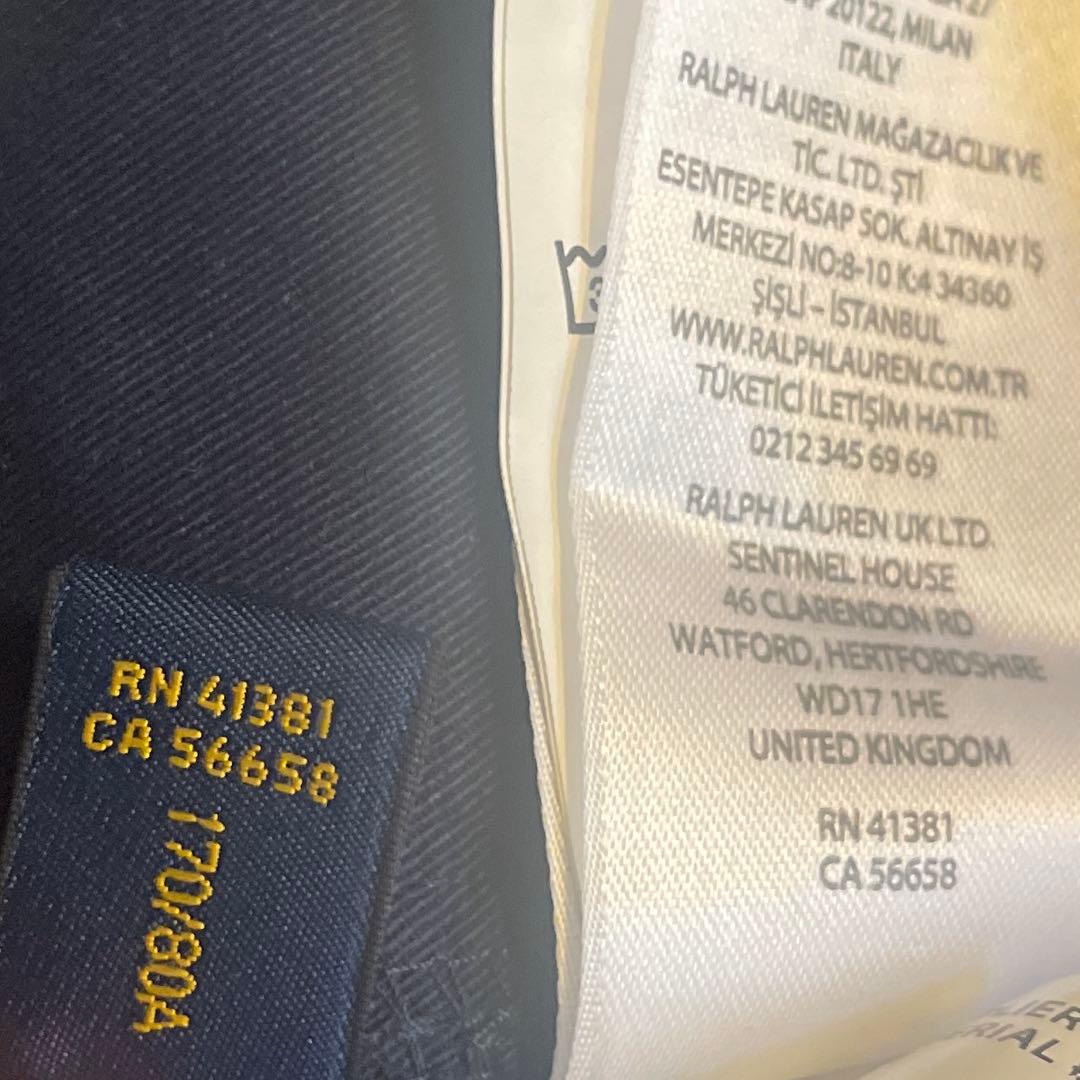 RN 41381
CA 56658
170/80A
20122, MILAN
ITALY
RALPH LAUREN MAĞAZACILIK VE
TİC. LTD. ŞTİ
ESENTEPE KASAP SOK. ALTINAY İŞ
MERKEZİ NO:8-10 K:4 34360
ŞİŞLİ – İSTANBUL
WWW.RALPHLAUREN.COM.TR
TÜKETİCİ İLETİŞİM HATTI:
0212 345 69 69
RALPH LAUREN UK LTD
SENTINEL HOUSE
46 CLARENDON RD
WATFORD, HERTFORDSHIRE
WD17 1HE
UNITED KINGDOM
RN 41381
CA 56658